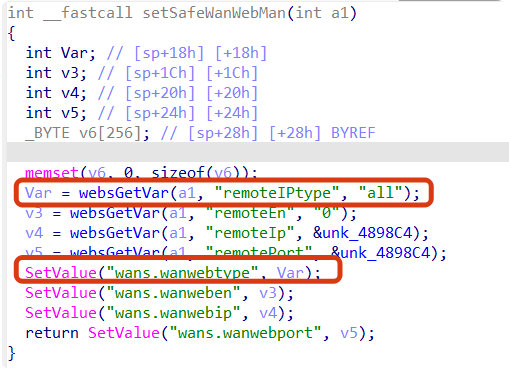 int __fastcall setSafeWanWebMan(int a1)
{
int Var; // [sp+18h] [+18h]
int v3; // [sp+1Ch] [+1Ch]
int v4; // [sp+20h] [+20h]
int v5; // [sp+24h] [+24h]
_BYTE v6[256]; // [sp+28h] [+28h] BYREF
memset(v6, 0, sizeof(v6));
Var = websGetVar(a1, "remoteIPtype", "all");
v3 = websGetVar(a1, "remoteEn", "0");
v4 = websGetVar(a1, "remoteIp", &unk_4898C4);
v5 = websGetVar(a1, "remotePort", &unk_4898C4);
SetValue("wans.wanwebtype", Var);
SetValue("wans.wanweben", v3);
SetValue("wans.wanwebip", v4);
return SetValue("wans.wanwebport", v5);
}